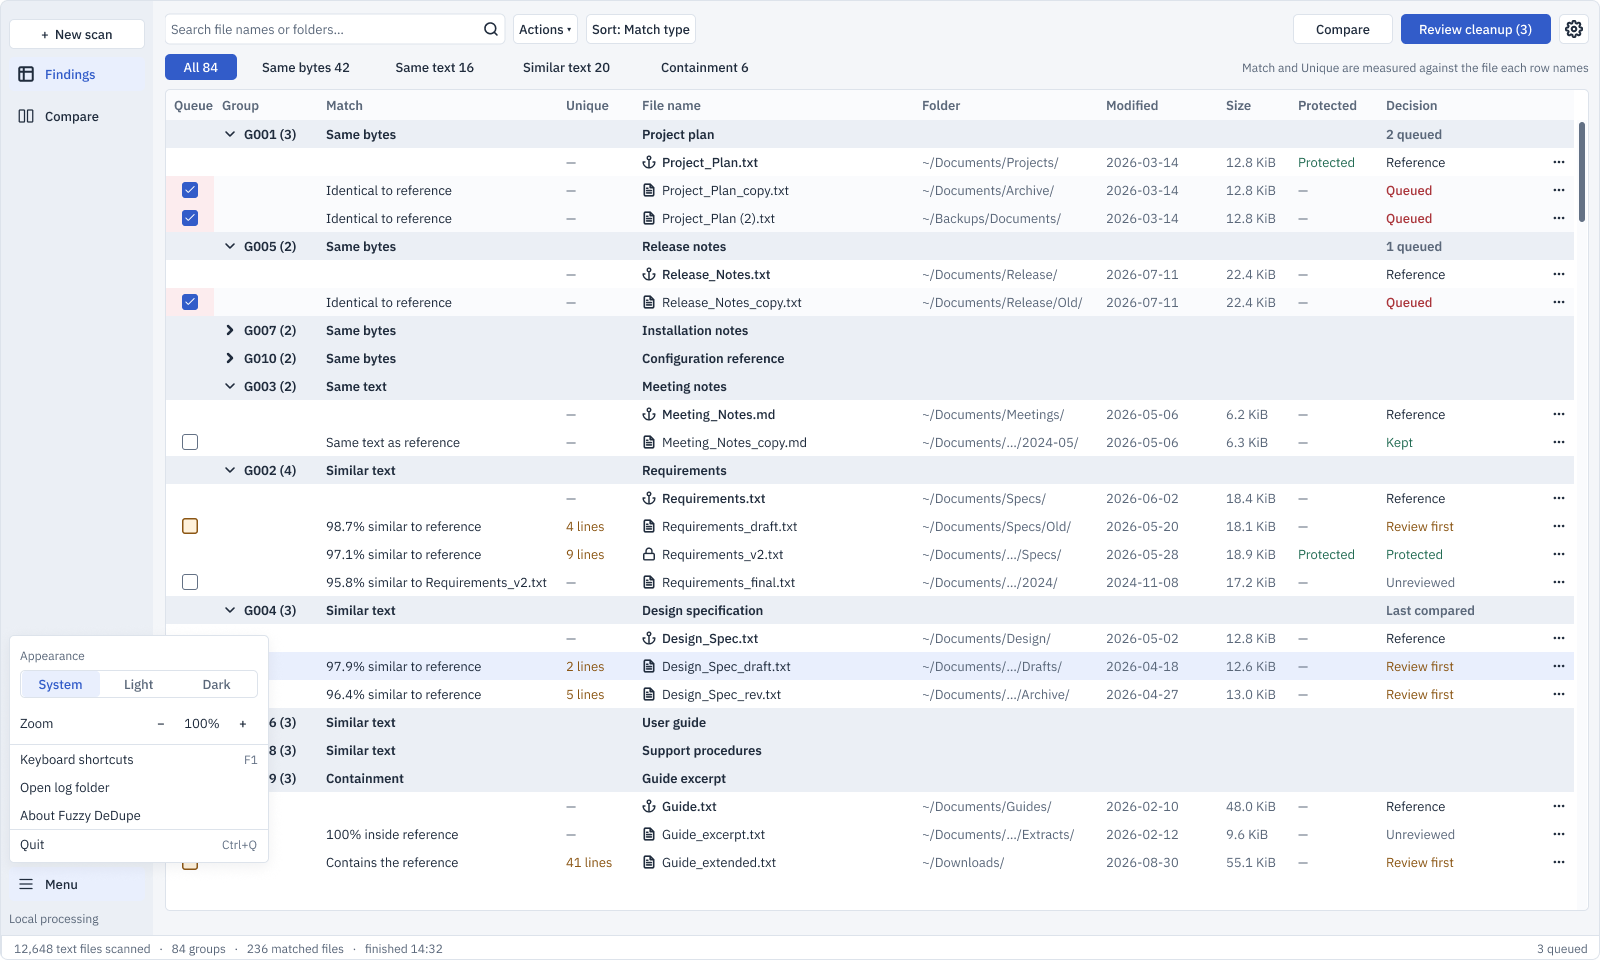 + New scan
Findings
Compare
Search file names or folders...
Actions ▾
Sort: Match type
Compare
Review cleanup (3)
All 84
Same bytes 42
Same text 16
Similar text 20
Containment 6
Match and Unique are measured against the file each row names
Queue Group Match Unique File name Folder Modified Size Protected Decision
G001 (3) Same bytes Project plan 2 queued
— Project_Plan.txt ~/Documents/Projects/ 2026-03-14 12.8 KiB Protected Reference ···
Identical to reference — Project_Plan_copy.txt ~/Documents/Archive/ 2026-03-14 12.8 KiB — Queued ···
Identical to reference — Project_Plan (2).txt ~/Backups/Documents/ 2026-03-14 12.8 KiB — Queued ···
G005 (2) Same bytes Release notes 1 queued
— Release_Notes.txt ~/Documents/Release/ 2026-07-11 22.4 KiB — Reference ···
Identical to reference — Release_Notes_copy.txt ~/Documents/Release/Old/ 2026-07-11 22.4 KiB — Queued ···
G007 (2) Same bytes Installation notes
G010 (2) Same bytes Configuration reference
G003 (2) Same text Meeting notes
— Meeting_Notes.md ~/Documents/Meetings/ 2026-05-06 6.2 KiB — Reference ···
Same text as reference — Meeting_Notes_copy.md ~/Documents/.../2024-05/ 2026-05-06 6.3 KiB — Kept ···
G002 (4) Similar text Requirements
— Requirements.txt ~/Documents/Specs/ 2026-06-02 18.4 KiB — Reference ···
98.7% similar to reference 4 lines Requirements_draft.txt ~/Documents/Specs/Old/ 2026-05-20 18.1 KiB — Review first ···
97.1% similar to reference 9 lines Requirements_v2.txt ~/Documents/.../Specs/ 2026-05-28 18.9 KiB Protected Protected ···
95.8% similar to Requirements_v2.txt — Requirements_final.txt ~/Documents/.../2024/ 2024-11-08 17.2 KiB — Unreviewed ···
G004 (3) Similar text Design specification Last compared
— Design_Spec.txt ~/Documents/Design/ 2026-05-02 12.8 KiB — Reference ···
97.9% similar to reference 2 lines Design_Spec_draft.txt ~/Documents/.../Drafts/ 2026-04-18 12.6 KiB — Review first ···
96.4% similar to reference 5 lines Design_Spec_rev.txt ~/Documents/.../Archive/ 2026-04-27 13.0 KiB — Review first ···
6 (3) Similar text User guide
8 (3) Similar text Support procedures
9 (3) Containment Guide excerpt
— Guide.txt ~/Documents/Guides/ 2026-02-10 48.0 KiB — Reference ···
100% inside reference — Guide_excerpt.txt ~/Documents/.../Extracts/ 2026-02-12 9.6 KiB — Unreviewed ···
Contains the reference 41 lines Guide_extended.txt ~/Downloads/ 2026-08-30 55.1 KiB — Review first ···
Appearance
System Light Dark
Zoom − 100% +
Keyboard shortcuts F1
Open log folder
About Fuzzy DeDupe
Quit Ctrl+Q
Menu
Local processing
12,648 text files scanned · 84 groups · 236 matched files · finished 14:32
3 queued